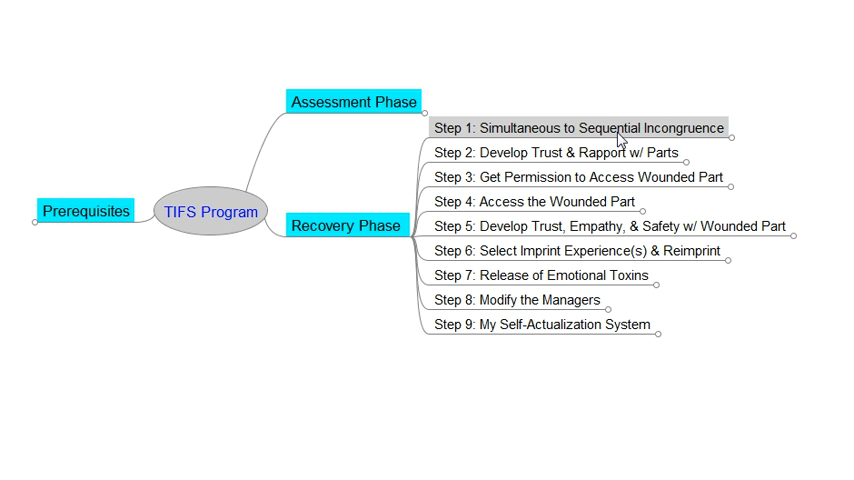 Assessment Phase
Step 1: Simultaneous to Sequential Incongruence
Step 2: Develop Trust & Rapport w/ Parts
Step 3: Get Permission to Access Wounded Part
Step 4: Access the Wounded Part
Prerequisites
TIFS Program
Recovery Phase
Step 5: Develop Trust, Empathy, & Safety w/ Wounded Part
Step 6: Select Imprint Experience(s) & Reimprint
Step 7: Release of Emotional Toxins
Step 8: Modify the Managers
Step 9: My Self-Actualization System